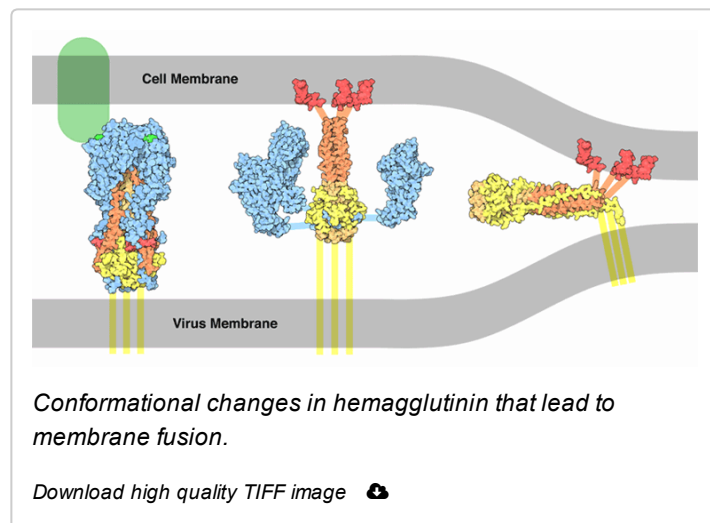 Cell Membrane
Virus Membrane
Conformational changes in hemagglutinin that lead to
membrane fusion.
Download high quality TIFF image